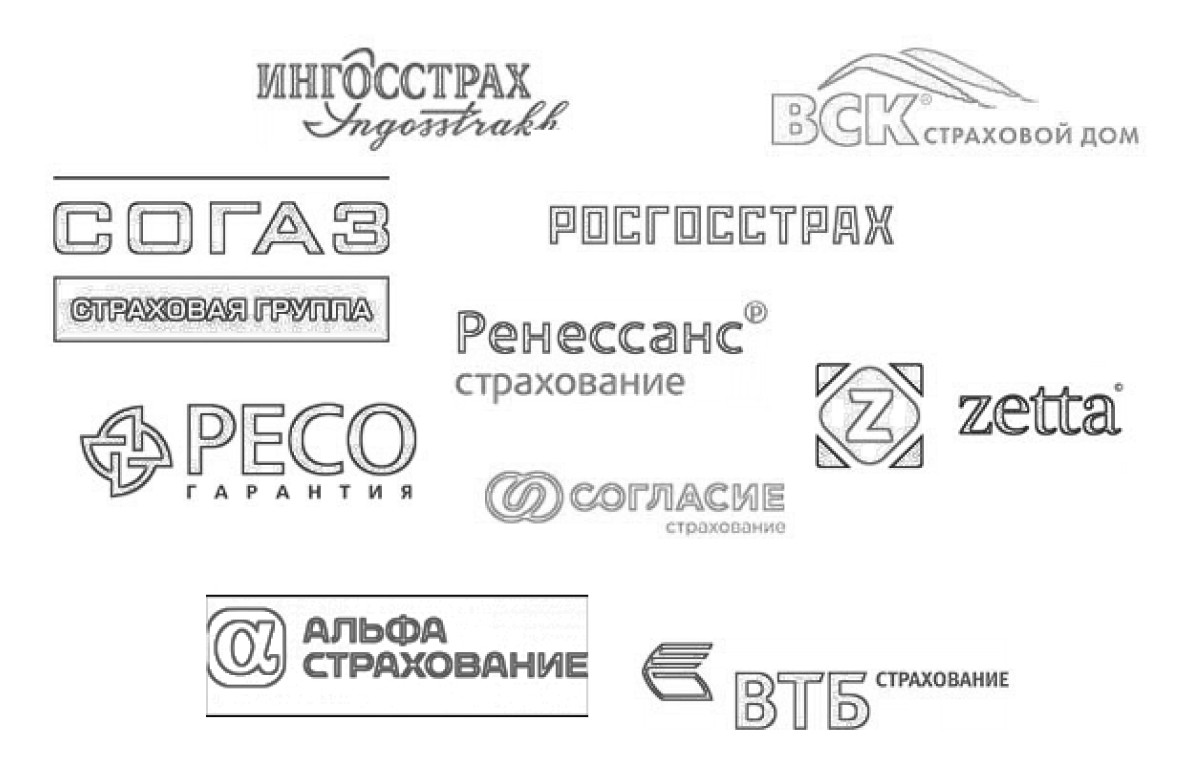 ИНГОССТРАХ
Ingosstrakh
ВСК®
СТРАХОВОЙ ДОМ
СОГАЗ
СТРАХОВАЯ ГРУППА
РОСГОССТРАХ
Ренессанс®
страхование
zetta©
Z
РЕСО
ГАРАНТИЯ
СОГЛАСИЕ
страхование
α АЛЬФА
СТРАХОВАНИЕ
ВТБ СТРАХОВАНИЕ